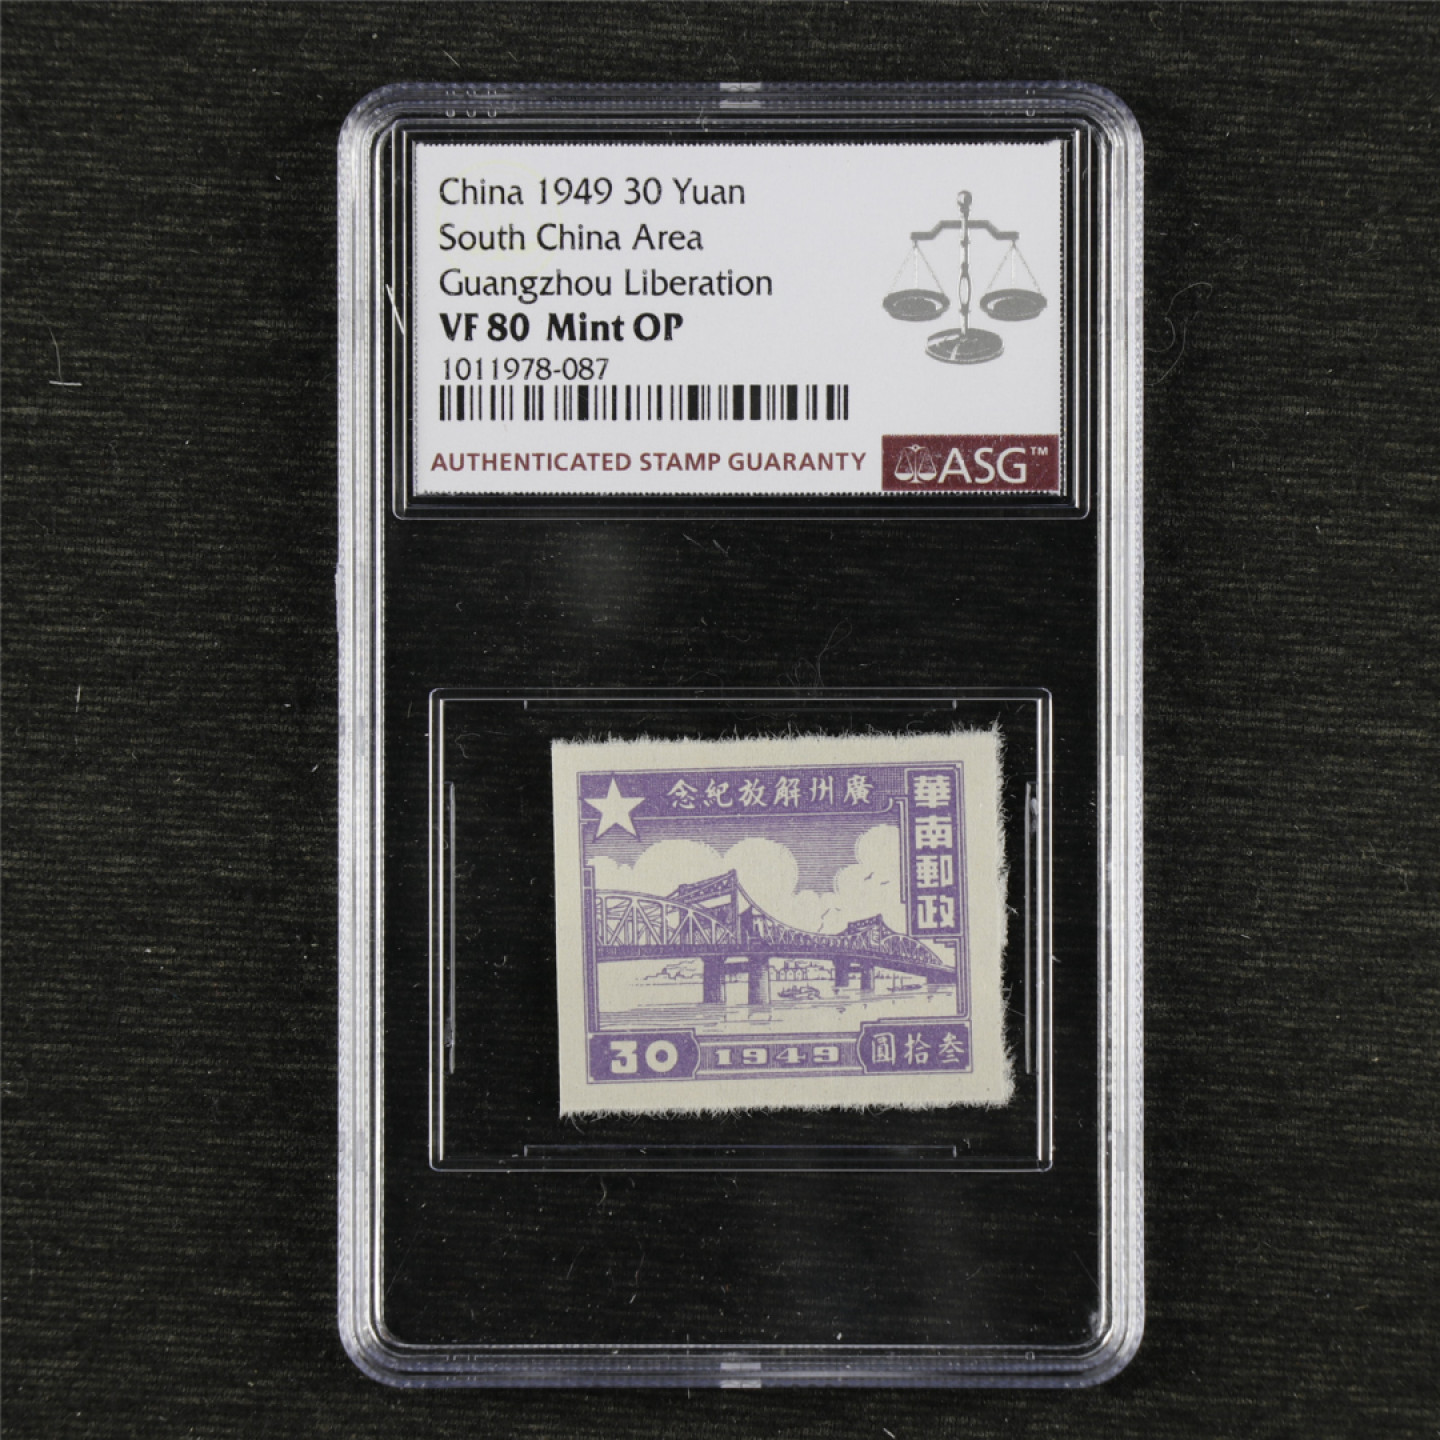 China 1949 30 Yuan
South China Area
Guangzhou Liberation
VF 80 Mint OP
1011978-087
AUTHENTICATED STAMP GUARANTY
ASG™
廣州解放紀念
華南郵政
30
1949
叁拾圓